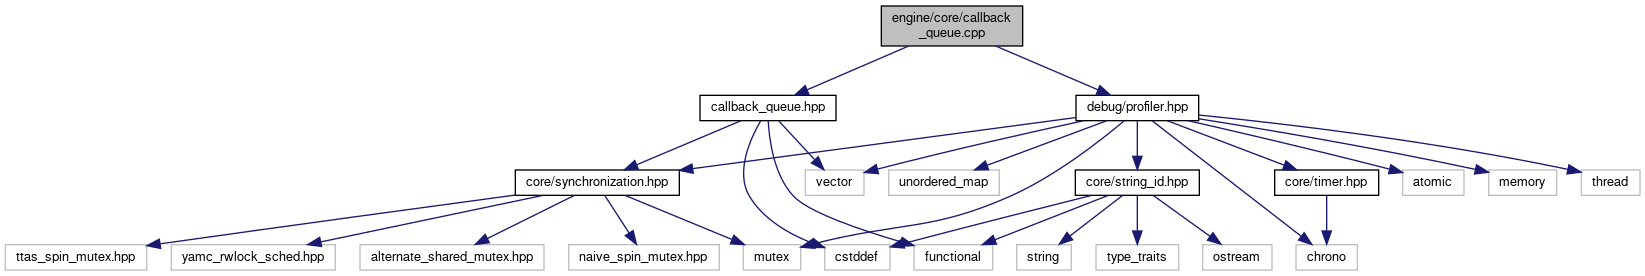 engine/core/callback
_queue.cpp
callback_queue.hpp
debug/profiler.hpp
core/synchronization.hpp
vector
unordered_map
core/string_id.hpp
core/timer.hpp
atomic
memory
thread
ttas_spin_mutex.hpp
yamc_rwlock_sched.hpp
alternate_shared_mutex.hpp
naive_spin_mutex.hpp
mutex
cstddef
functional
string
type_traits
ostream
chrono